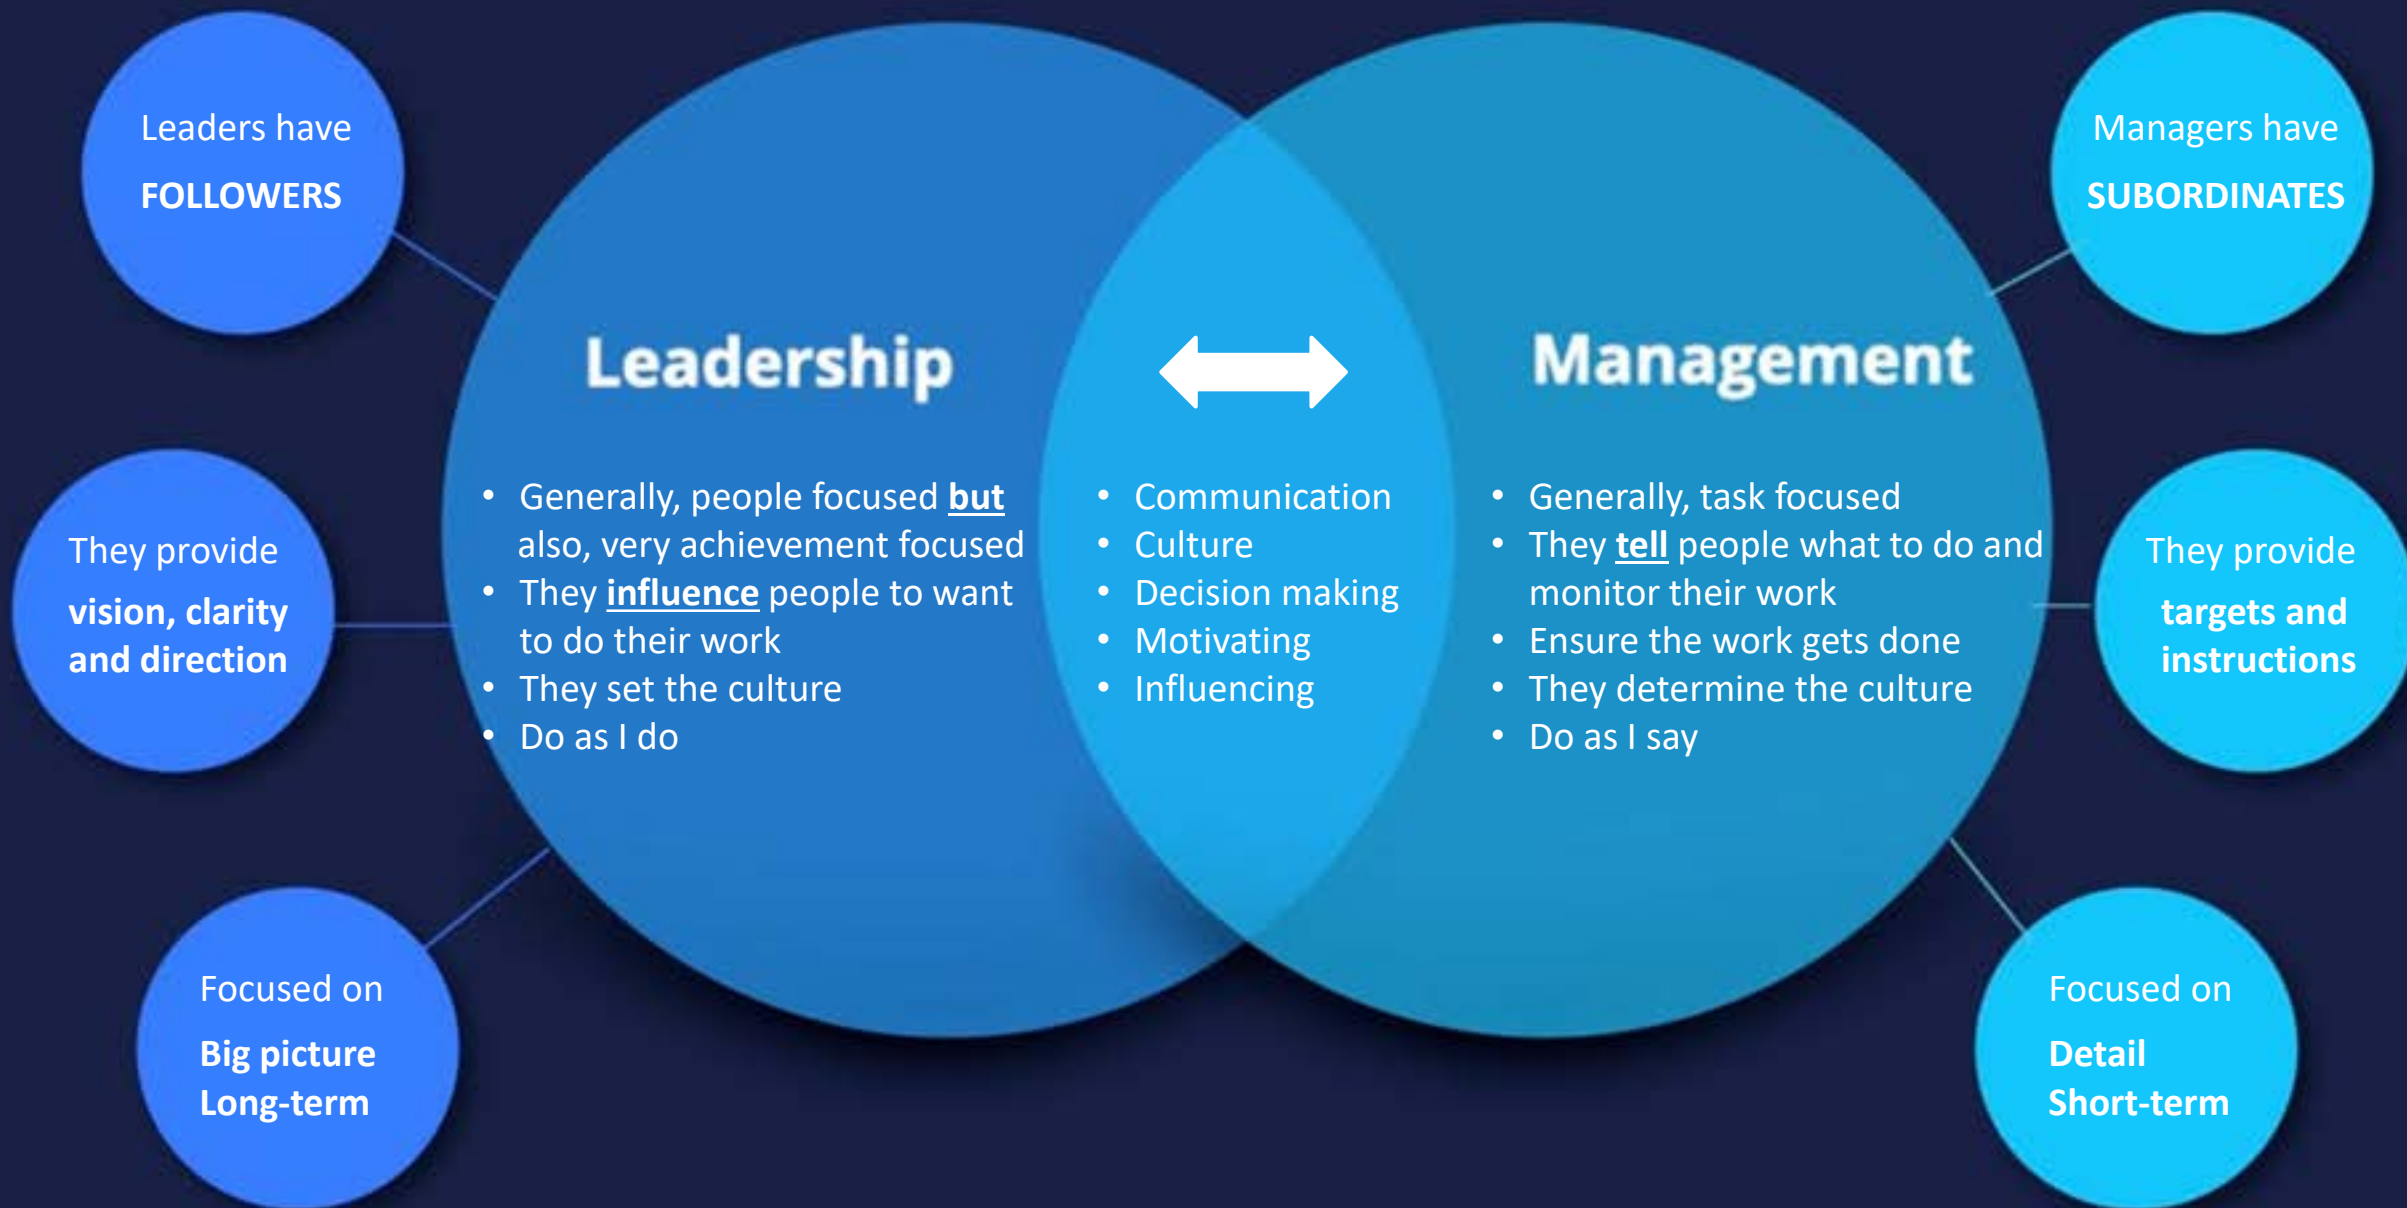 Leaders have
FOLLOWERS
They provide
vision, clarity
and direction
Focused on
Big picture
Long-term
Leadership
• Generally, people focused but
also, very achievement focused
• They influence people to want
to do their work
• They set the culture
• Do as I do
• Communication
• Culture
• Decision making
• Motivating
• Influencing
Management
• Generally, task focused
• They tell people what to do and
monitor their work
• Ensure the work gets done
• They determine the culture
• Do as I say
Managers have
SUBORDINATES
They provide
targets and
instructions
Focused on
Detail
Short-term